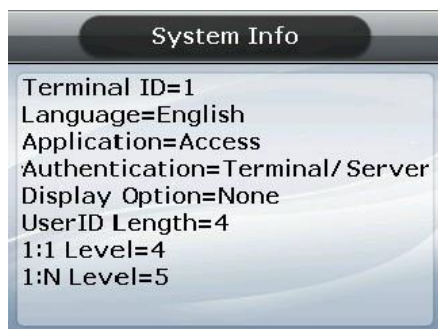 System Info
Terminal ID=1
Language=English
Application=Access
Authentication=Terminal/Server
Display Option=None
UserID Length=4
1:1 Level=4
1:N Level=5